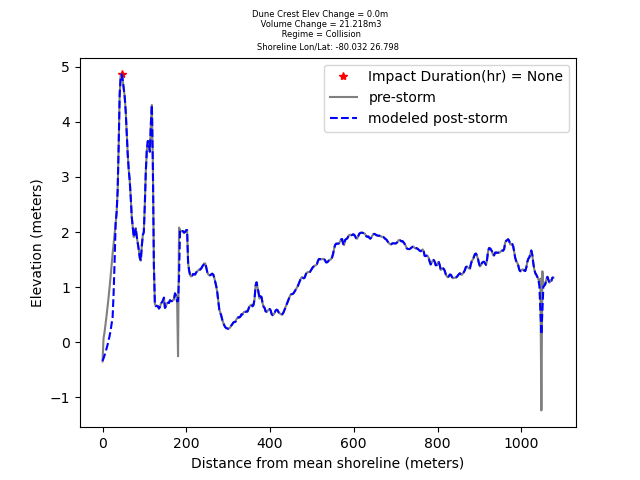 Dune Crest Elev Change = 0.0m
Volume Change = 21.218m3
Regime = Collision
Shoreline Lon/Lat: -80.032 26.798
Impact Duration(hr) = None
pre-storm
modeled post-storm
5
4
3
2
1
0
−1
Elevation (meters)
0 200 400 600 800 1000
Distance from mean shoreline (meters)